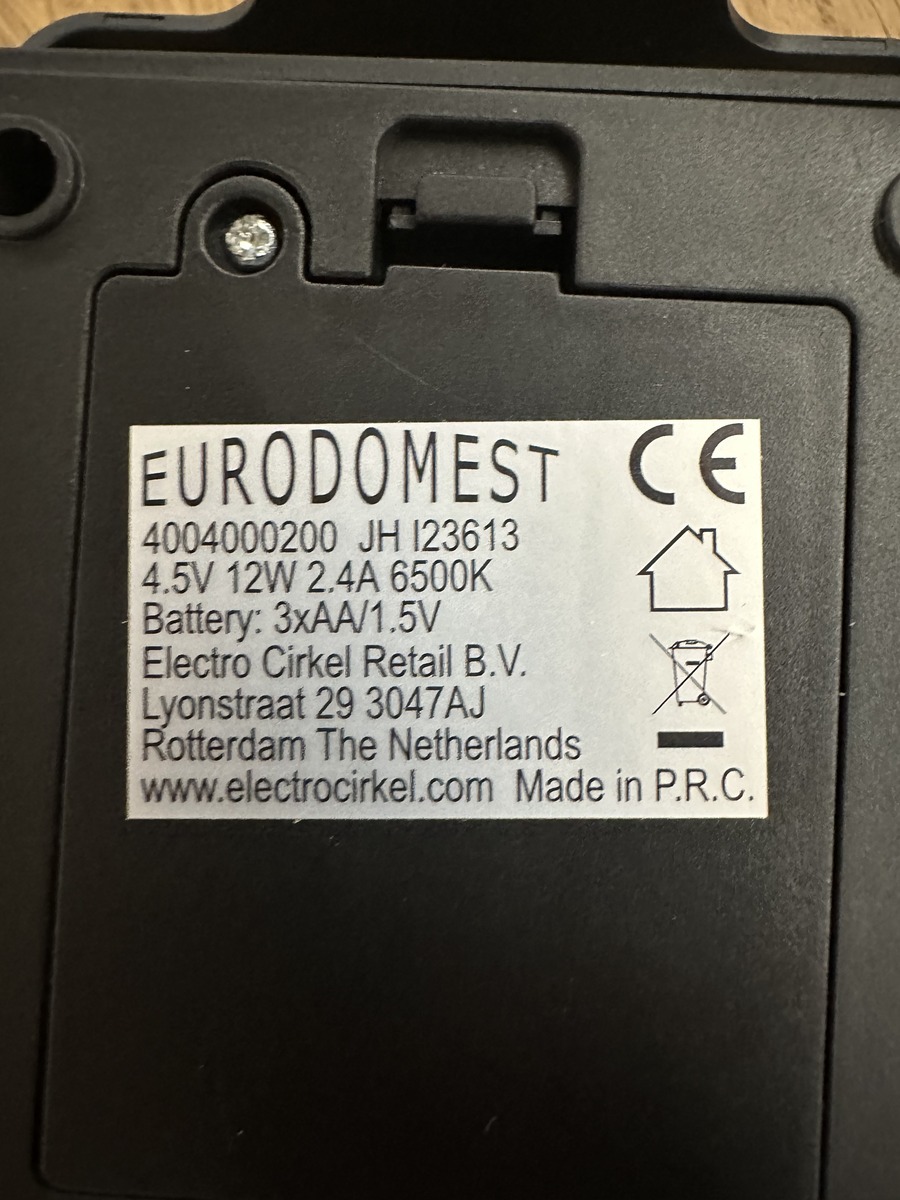 EURODOMEST CE
4004000200 JH I23613
4.5V 12W 2.4A 6500K
Battery: 3xAA/1.5V
Electro Cirkel Retail B.V.
Lyonstraat 29 3047AJ
Rotterdam The Netherlands
www.electrocirkel.com Made in P.R.C.